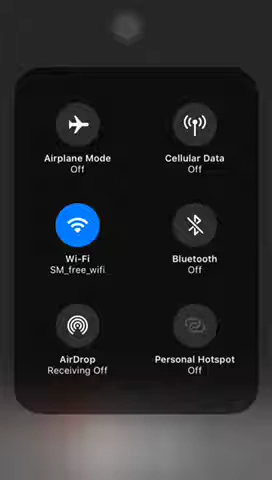 Airplane Mode
Off
Cellular Data
Off
Wi-Fi
SM_free_wifi
Bluetooth
Off
AirDrop
Receiving Off
Personal Hotspot
Off